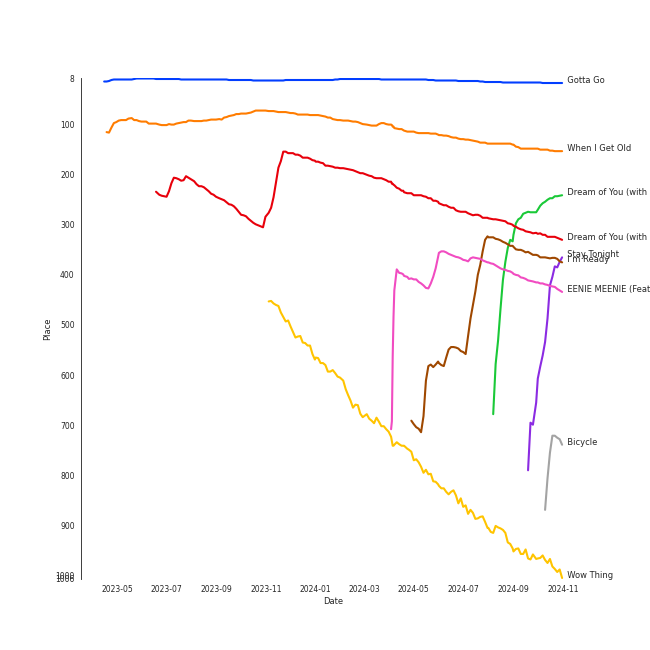 8
100
200
300
400
500
600
700
800
900
1000
Place
Gotta Go
When I Get Old
Dream of You (with
Dream of You (with
Stay Tonight
I'm Ready
EENIE MEENIE (Feat
Bicycle
Wow Thing
2023-05
2023-07
2023-09
2023-11
2024-01
2024-03
2024-05
2024-07
2024-09
2024-11
Date